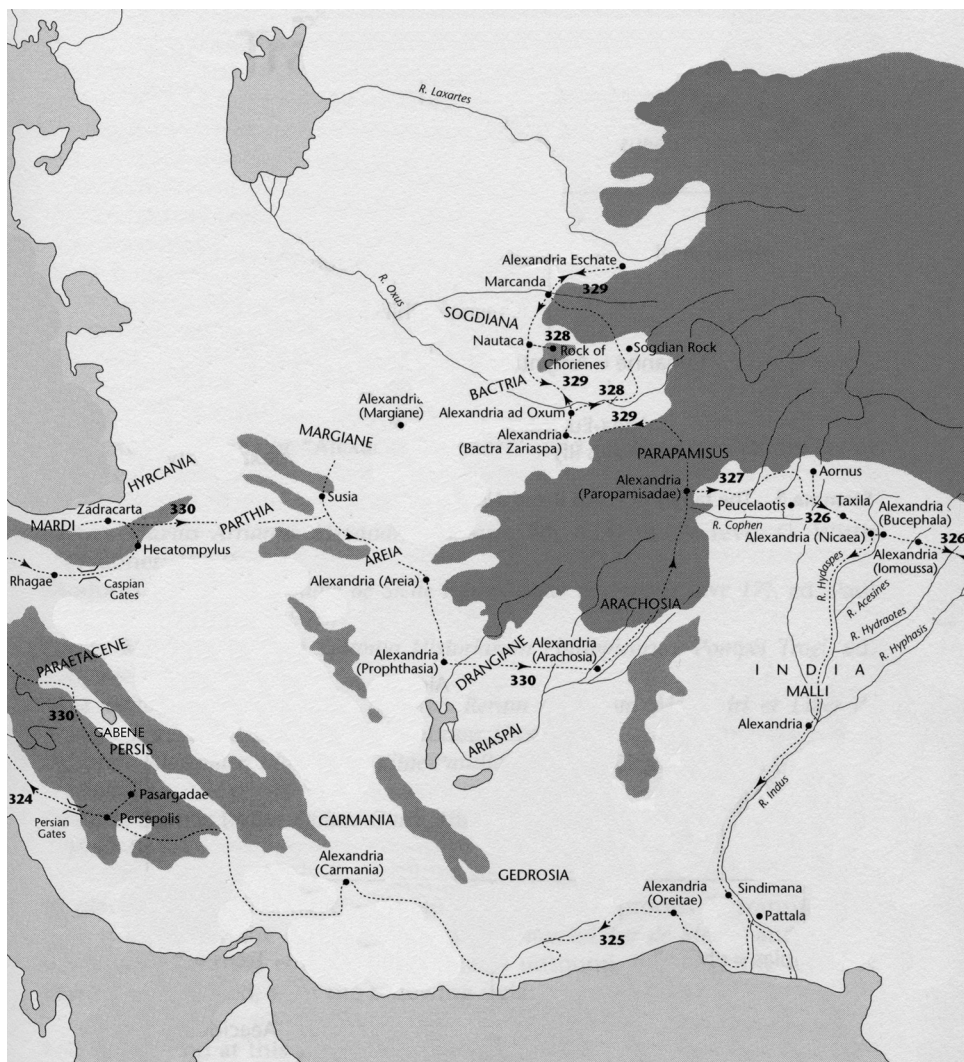 R. Laxartes
Alexandria Eschate
329
Marcanda
R. Oxus
SOGDIANA
328
Nautaca
Rock of
Chorienes
Sogdian Rock
BACTRIA
329
328
Alexandria
(Margiane)
Alexandria ad Oxum
329
MARGIANE
Alexandria
(Bactra Zariaspa)
PARAPAMISUS
HYRCANIA
Alexandria
(Paropamisadae)
327
Aornus
Susia
Zadracarta
330
PARTHIA
MARDI
Peucelaotis
Taxila
Alexandria
(Bucephala)
326
R. Cophen
Alexandria (Nicaea)
326
Hecatompylus
AREIA
Alexandria
(Iomoussa)
Rhagae
Caspian
Gates
Alexandria (Areia)
R. Hydaspes
R. Acesines
ARACHOSIA
R. Hydraotes
R. Hyphasis
PARAETACENE
Alexandria
(Prophthasia)
DRANGIANE
330
Alexandria
(Arachosia)
INDIA
MALLI
330
GABENE
PERSIS
ARIASPAI
Alexandria
324
Pasargadae
R. Indus
Persian
Gates
Persepolis
CARMANIA
Alexandria
(Carmania)
GEDROSIA
Alexandria
(Oreitae)
Sindimana
Pattala
325